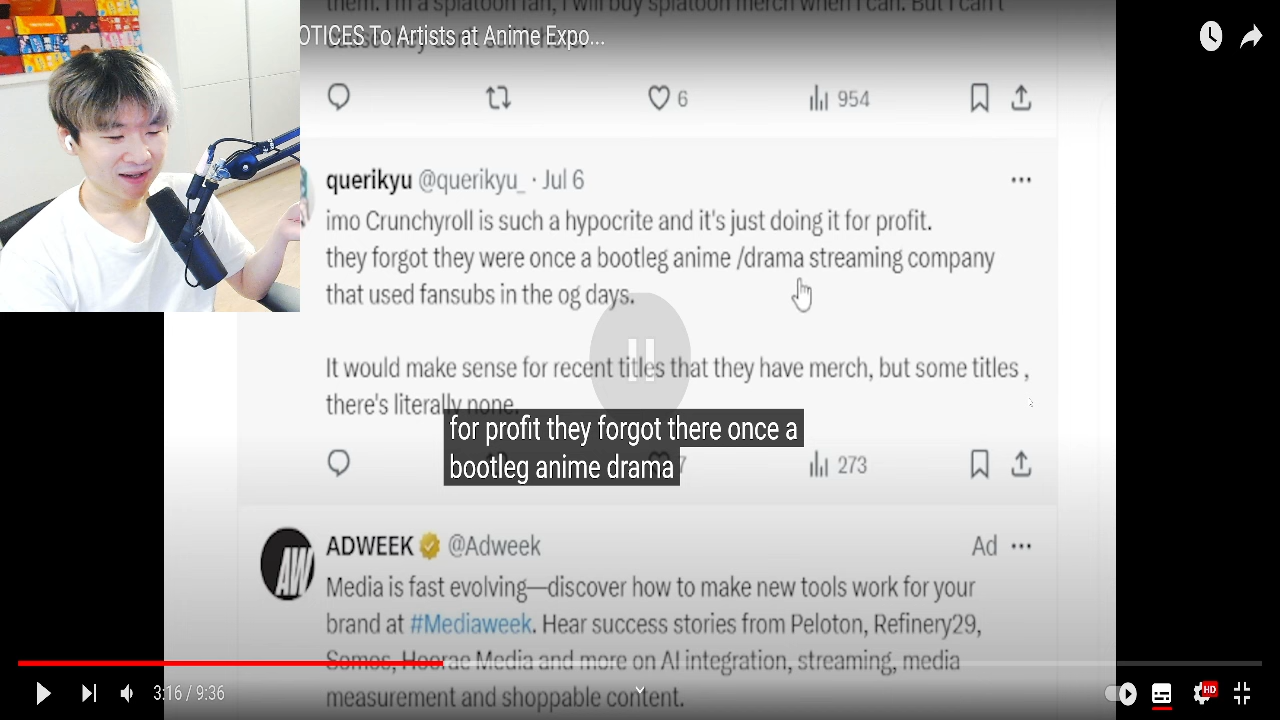 them. I'm a splatoon fan, I will buy splatoon merch when I can. But I can't
OTICES To Artists at Anime Expo...
6
954
querikyu @querikyu_ · Jul 6
imo Crunchyroll is such a hypocrite and it's just doing it for profit.
they forgot they were once a bootleg anime /drama streaming company
that used fansubs in the og days.
It would make sense for recent titles that they have merch, but some titles ,
there's literally none.
for profit they forgot there once a
bootleg anime drama
7
273
ADWEEK @Adweek
Ad
AW
Media is fast evolving—discover how to make new tools work for your
brand at #Mediaweek. Hear success stories from Peloton, Refinery29,
Somos, Hoorae Media and more on AI integration, streaming, media
measurement and shoppable content.
3:16 / 9:36
HD